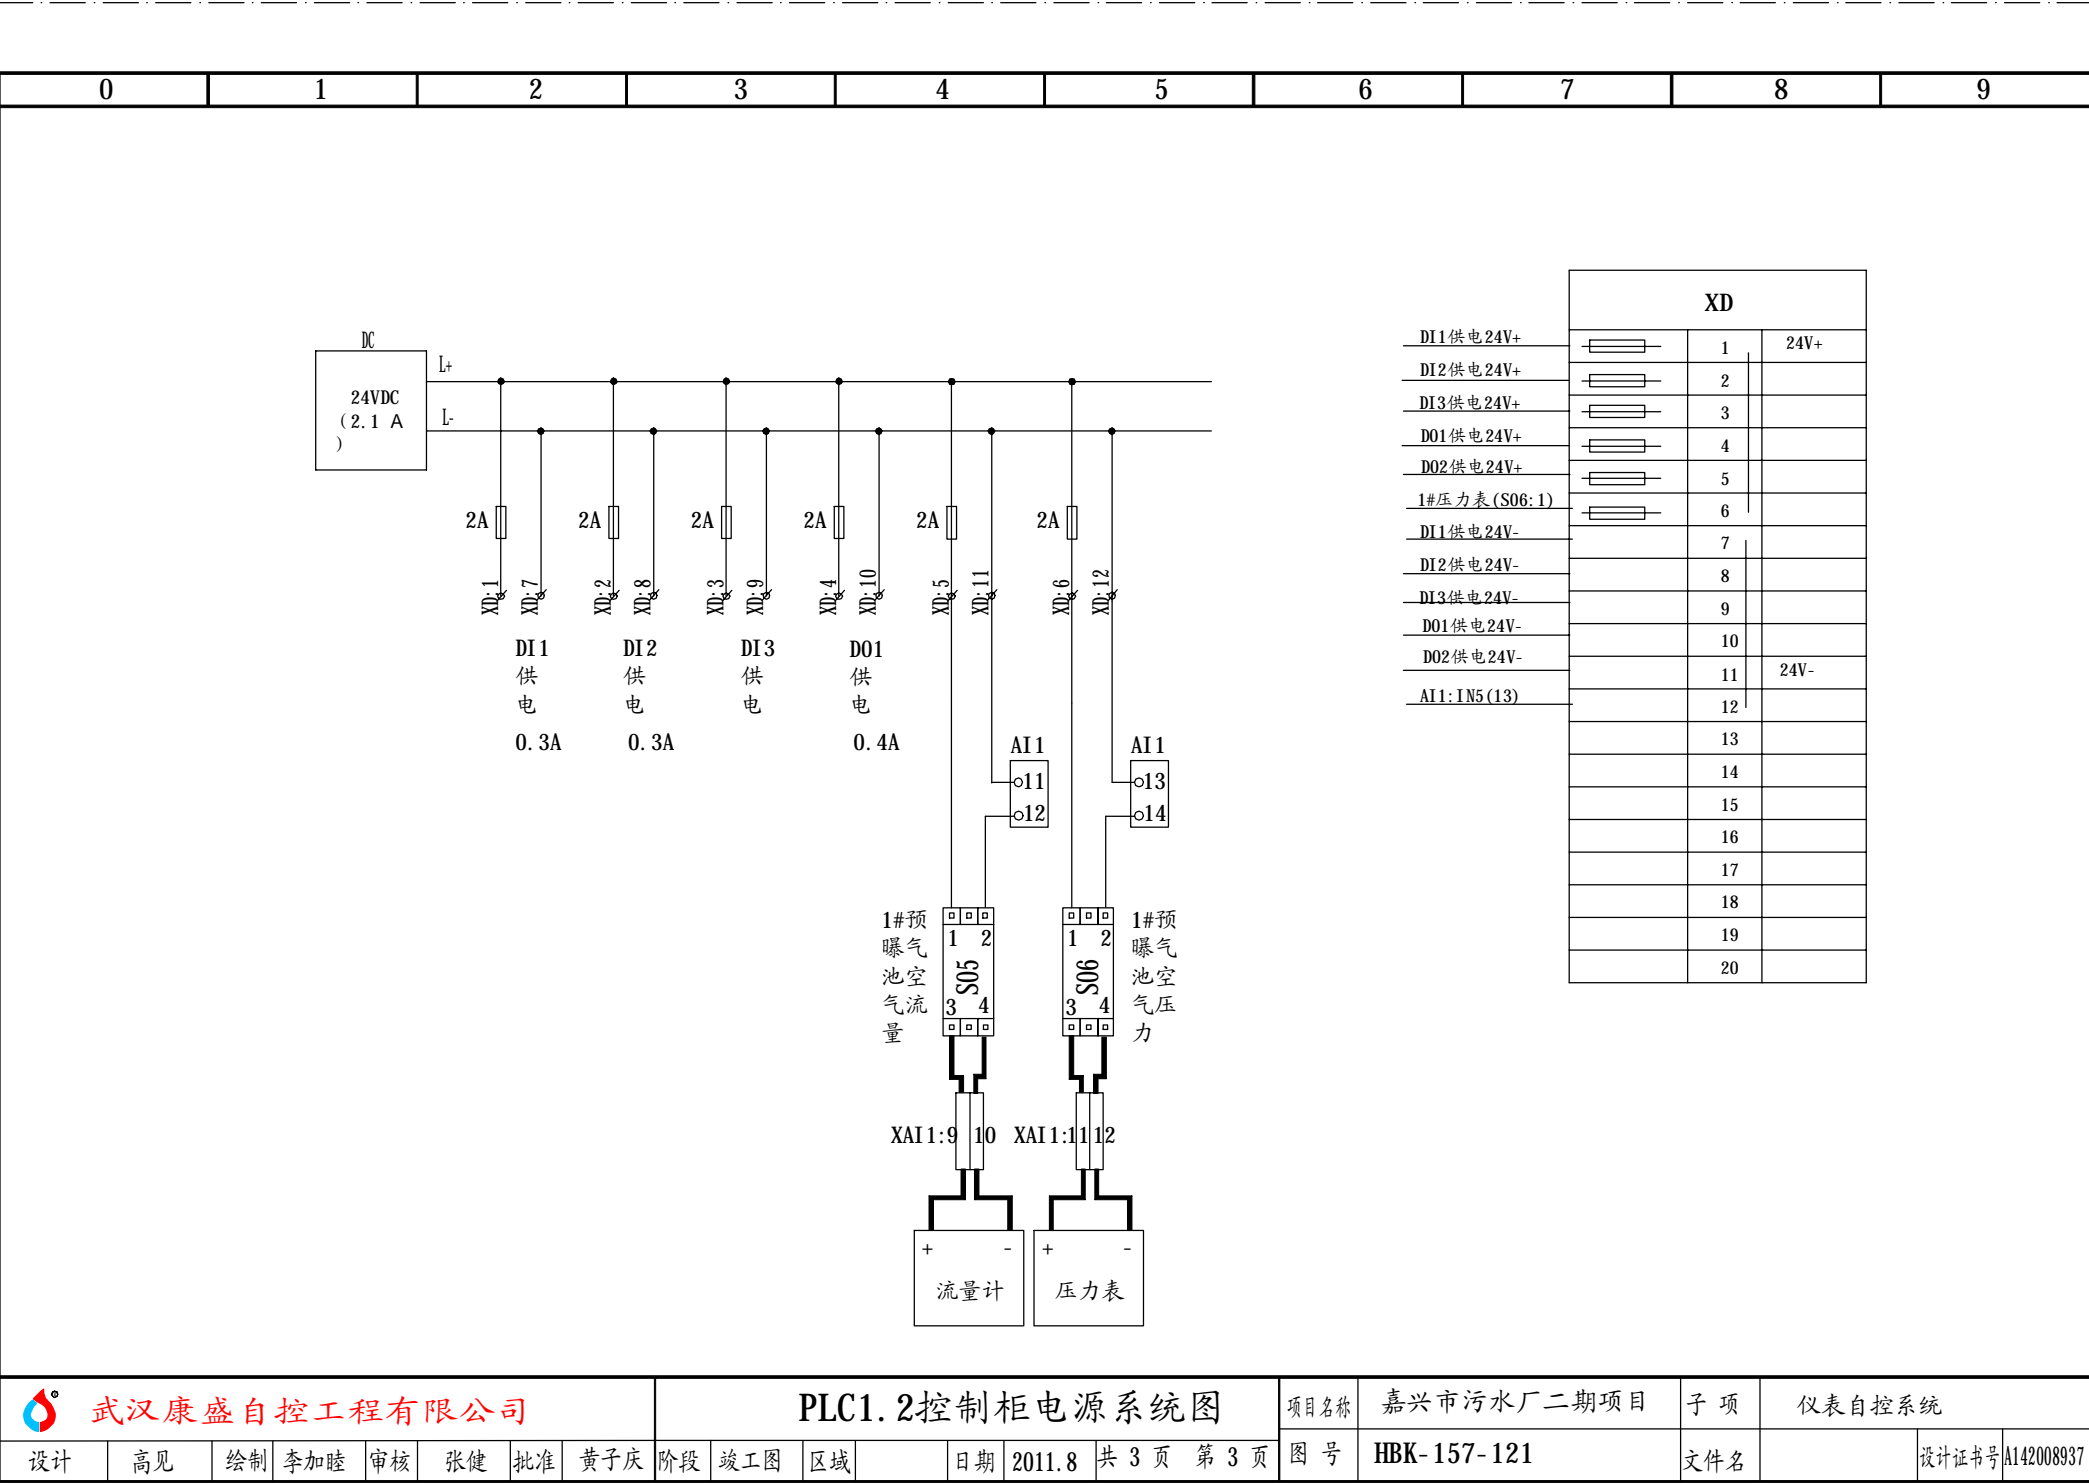 0 1 2 3 4 5 6 7 8 9
DC
24VDC
(2.1 A
)
L+
L-
2A 2A 2A 2A 2A 2A
XD:1 XD:7 XD:2 XD:8 XD:3 XD:9 XD:4 XD:10 XD:5 XD:11 XD:6 XD:12
DI1
供
电
0.3A
DI2
供
电
0.3A
DI3
供
电
DO1
供
电
0.4A
AI1
11
12
AI1
13
14
1#预
曝气
池空
气流
量
1 2
S05
3 4
1 2
S06
3 4
1#预
曝气
池空
气压
力
XAI1:9 10
XAI1:11 12
+ -
流量计
+ -
压力表
XD
DI1供电24V+ 1 24V+
DI2供电24V+ 2
DI3供电24V+ 3
DO1供电24V+ 4
DO2供电24V+ 5
1#压力表(S06:1) 6
DI1供电24V- 7
DI2供电24V- 8
DI3供电24V- 9
DO1供电24V- 10
DO2供电24V- 11 24V-
AI1:IN5(13) 12
13
14
15
16
17
18
19
20
武汉康盛自控工程有限公司 PLC1.2控制柜电源系统图 项目名称 嘉兴市污水厂二期项目 子 项 仪表自控系统
设计 高见 绘制 李加睦 审核 张健 批准 黄子庆 阶段 竣工图 区域 日期 2011.8 共 3 页 第 3 页 图 号 HBK-157-121 文件名 设计证书号 A142008937